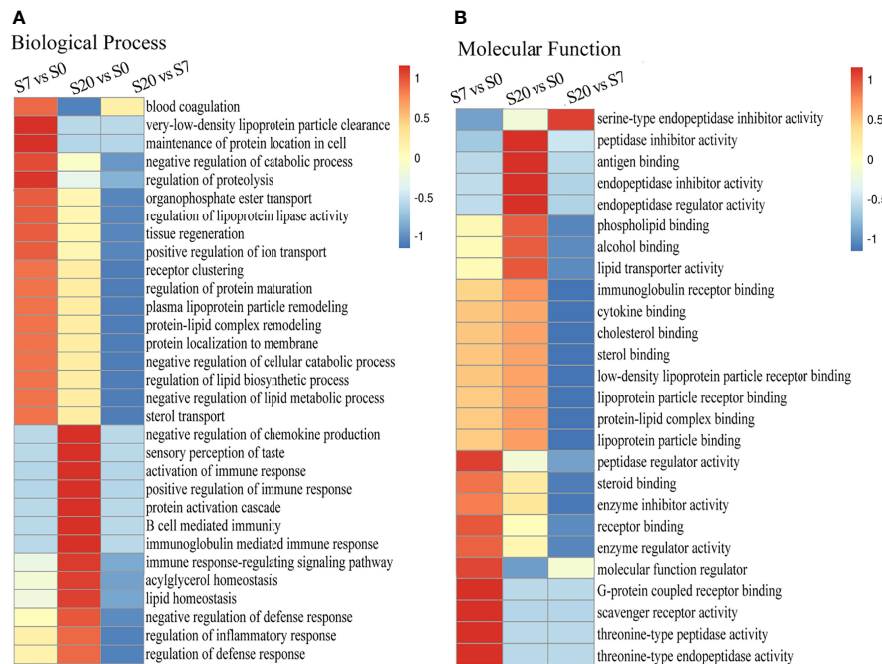 A
Biological Process
S7 vs S0
S20 vs S0
S20 vs S7
blood coagulation
very-low-density lipoprotein particle clearance
maintenance of protein location in cell
negative regulation of catabolic process
regulation of proteolysis
organophosphate ester transport
regulation of lipoprotein lipase activity
tissue regeneration
positive regulation of ion transport
receptor clustering
regulation of protein maturation
plasma lipoprotein particle remodeling
protein-lipid complex remodeling
protein localization to membrane
negative regulation of cellular catabolic process
regulation of lipid biosynthetic process
negative regulation of lipid metabolic process
sterol transport
negative regulation of chemokine production
sensory perception of taste
activation of immune response
positive regulation of immune response
protein activation cascade
B cell mediated immunity
immunoglobulin mediated immune response
immune response-regulating signaling pathway
acylglycerol homeostasis
lipid homeostasis
negative regulation of defense response
regulation of inflammatory response
regulation of defense response
1
0.5
0
-0.5
-1
B
Molecular Function
S7 vs S0
S20 vs S0
S20 vs S7
serine-type endopeptidase inhibitor activity
peptidase inhibitor activity
antigen binding
endopeptidase inhibitor activity
endopeptidase regulator activity
phospholipid binding
alcohol binding
lipid transporter activity
immunoglobulin receptor binding
cytokine binding
cholesterol binding
sterol binding
low-density lipoprotein particle receptor binding
lipoprotein particle receptor binding
protein-lipid complex binding
lipoprotein particle binding
peptidase regulator activity
steroid binding
enzyme inhibitor activity
receptor binding
enzyme regulator activity
molecular function regulator
G-protein coupled receptor binding
scavenger receptor activity
threonine-type peptidase activity
threonine-type endopeptidase activity
1
0.5
0
-0.5
-1